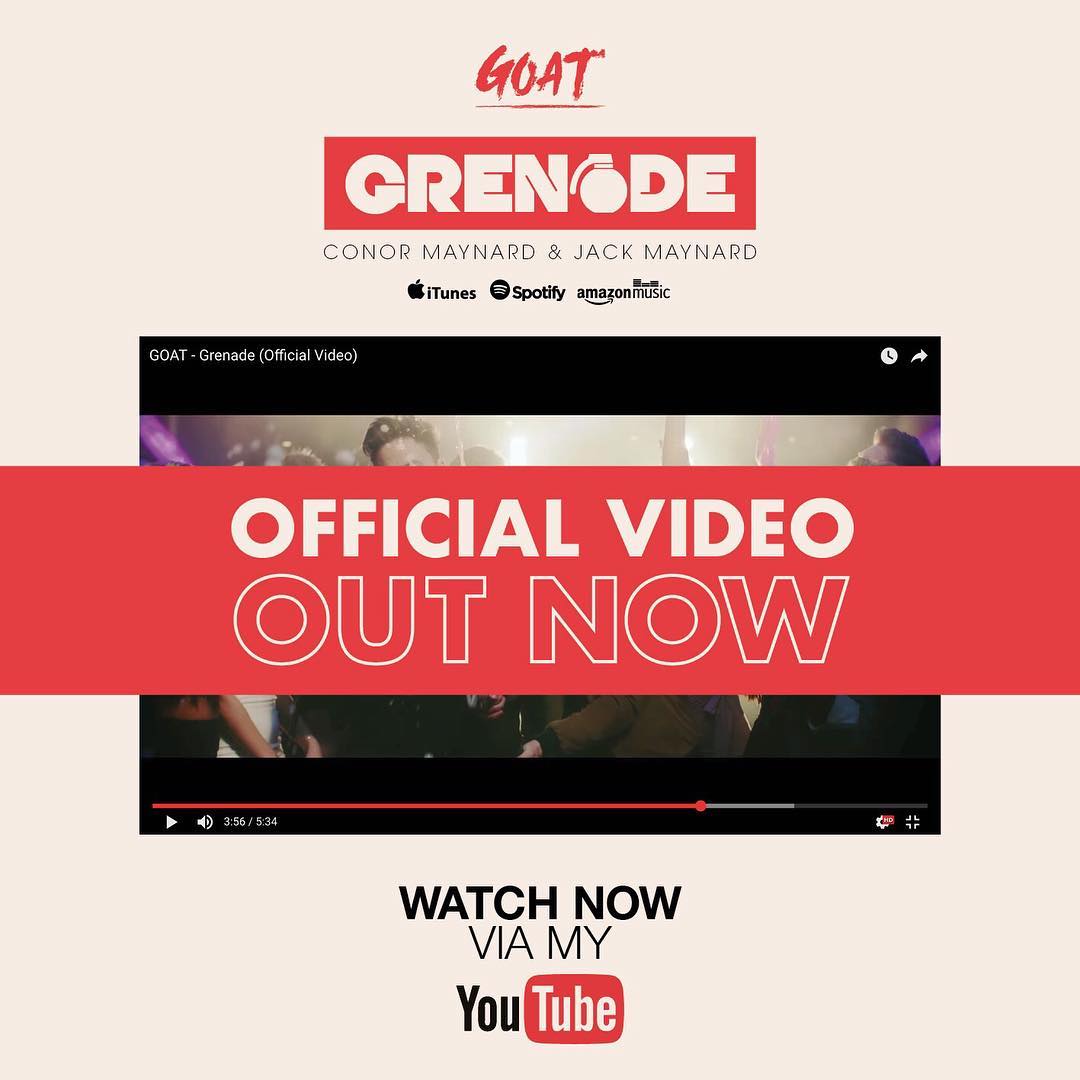 GOAT
GRENADE
CONOR MAYNARD & JACK MAYNARD
iTunes Spotify amazonmusic
GOAT - Grenade (Official Video)
OFFICIAL VIDEO
OUT NOW
3:56 / 5:34 HD
WATCH NOW
VIA MY
YouTube